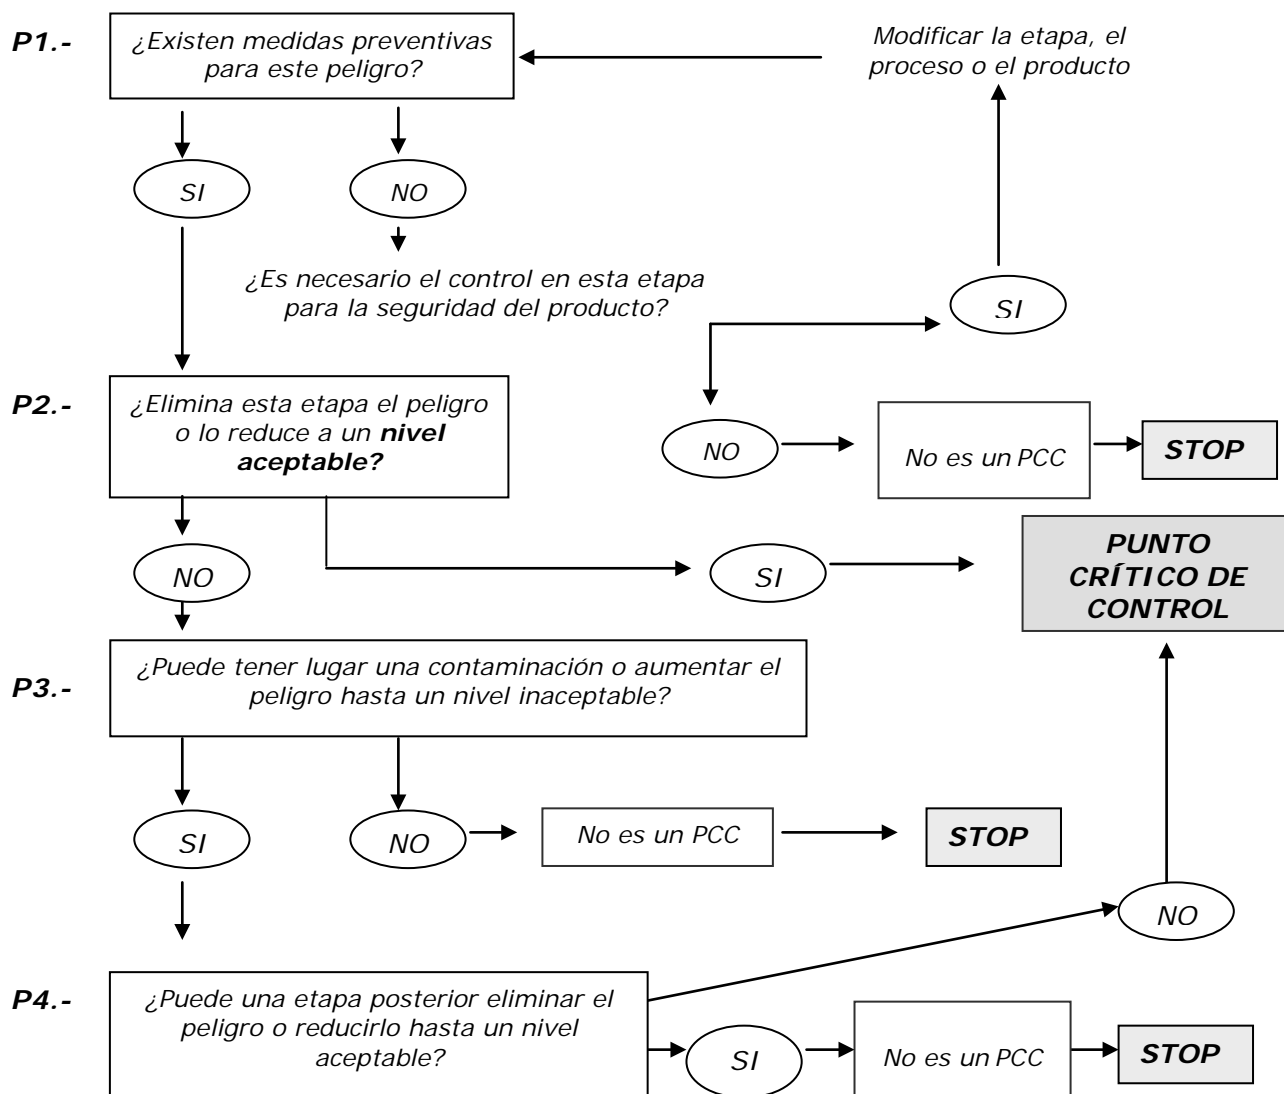 P1.-
¿Existen medidas preventivas
para este peligro?
Modificar la etapa, el
proceso o el producto
SI
NO
¿Es necesario el control en esta etapa
para la seguridad del producto?
SI
P2.-
¿Elimina esta etapa el peligro
o lo reduce a un nivel
aceptable?
NO
No es un PCC
STOP
NO
SI
PUNTO
CRÍTICO DE
CONTROL
P3.-
¿Puede tener lugar una contaminación o aumentar el
peligro hasta un nivel inaceptable?
SI
NO
No es un PCC
STOP
NO
P4.-
¿Puede una etapa posterior eliminar el
peligro o reducirlo hasta un nivel
aceptable?
SI
No es un PCC
STOP